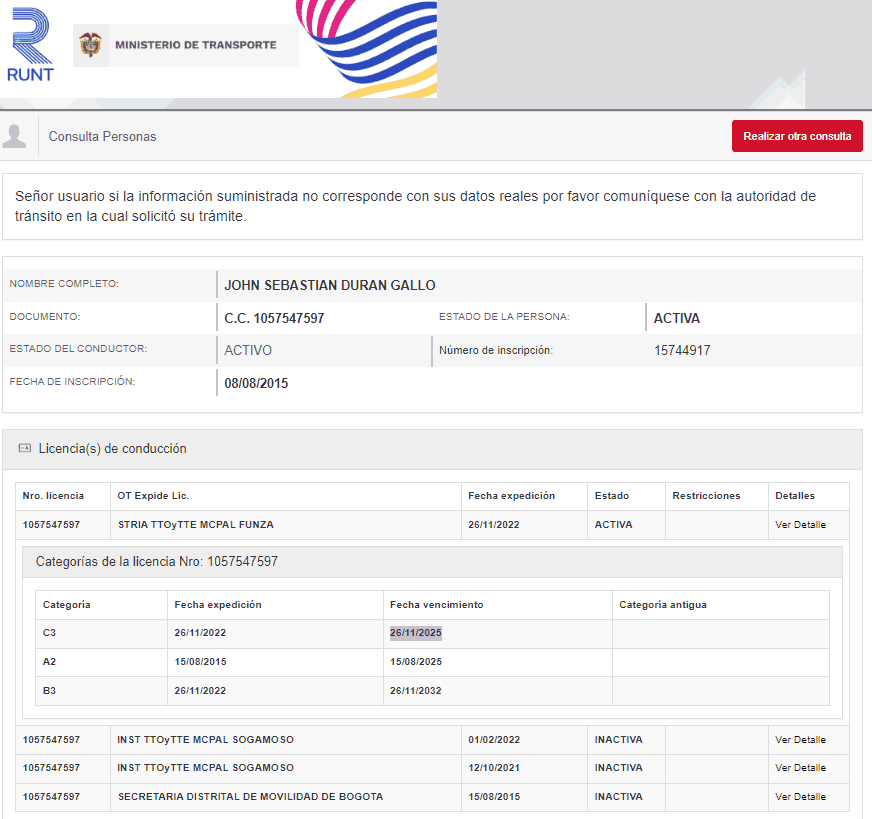 RUNT
MINISTERIO DE TRANSPORTE
Consulta Personas
Realizar otra consulta
Señor usuario si la información suministrada no corresponde con sus datos reales por favor comuníquese con la autoridad de
tránsito en la cual solicitó su trámite.
NOMBRE COMPLETO: JOHN SEBASTIAN DURAN GALLO
DOCUMENTO: C.C. 1057547597 ESTADO DE LA PERSONA: ACTIVA
ESTADO DEL CONDUCTOR: ACTIVO Número de inscripción: 15744917
FECHA DE INSCRIPCIÓN: 08/08/2015
Licencia(s) de conducción
Nro. licencia OT Expide Lic. Fecha expedición Estado Restricciones Detalles
1057547597 STRIA TTOyTTE MCPAL FUNZA 26/11/2022 ACTIVA Ver Detalle
Categorías de la licencia Nro: 1057547597
Categoría Fecha expedición Fecha vencimiento Categoría antigua
C3 26/11/2022 26/11/2025
A2 15/08/2015 15/08/2025
B3 26/11/2022 26/11/2032
1057547597 INST TTOyTTE MCPAL SOGAMOSO 01/02/2022 INACTIVA Ver Detalle
1057547597 INST TTOyTTE MCPAL SOGAMOSO 12/10/2021 INACTIVA Ver Detalle
1057547597 SECRETARIA DISTRITAL DE MOVILIDAD DE BOGOTA 15/08/2015 INACTIVA Ver Detalle